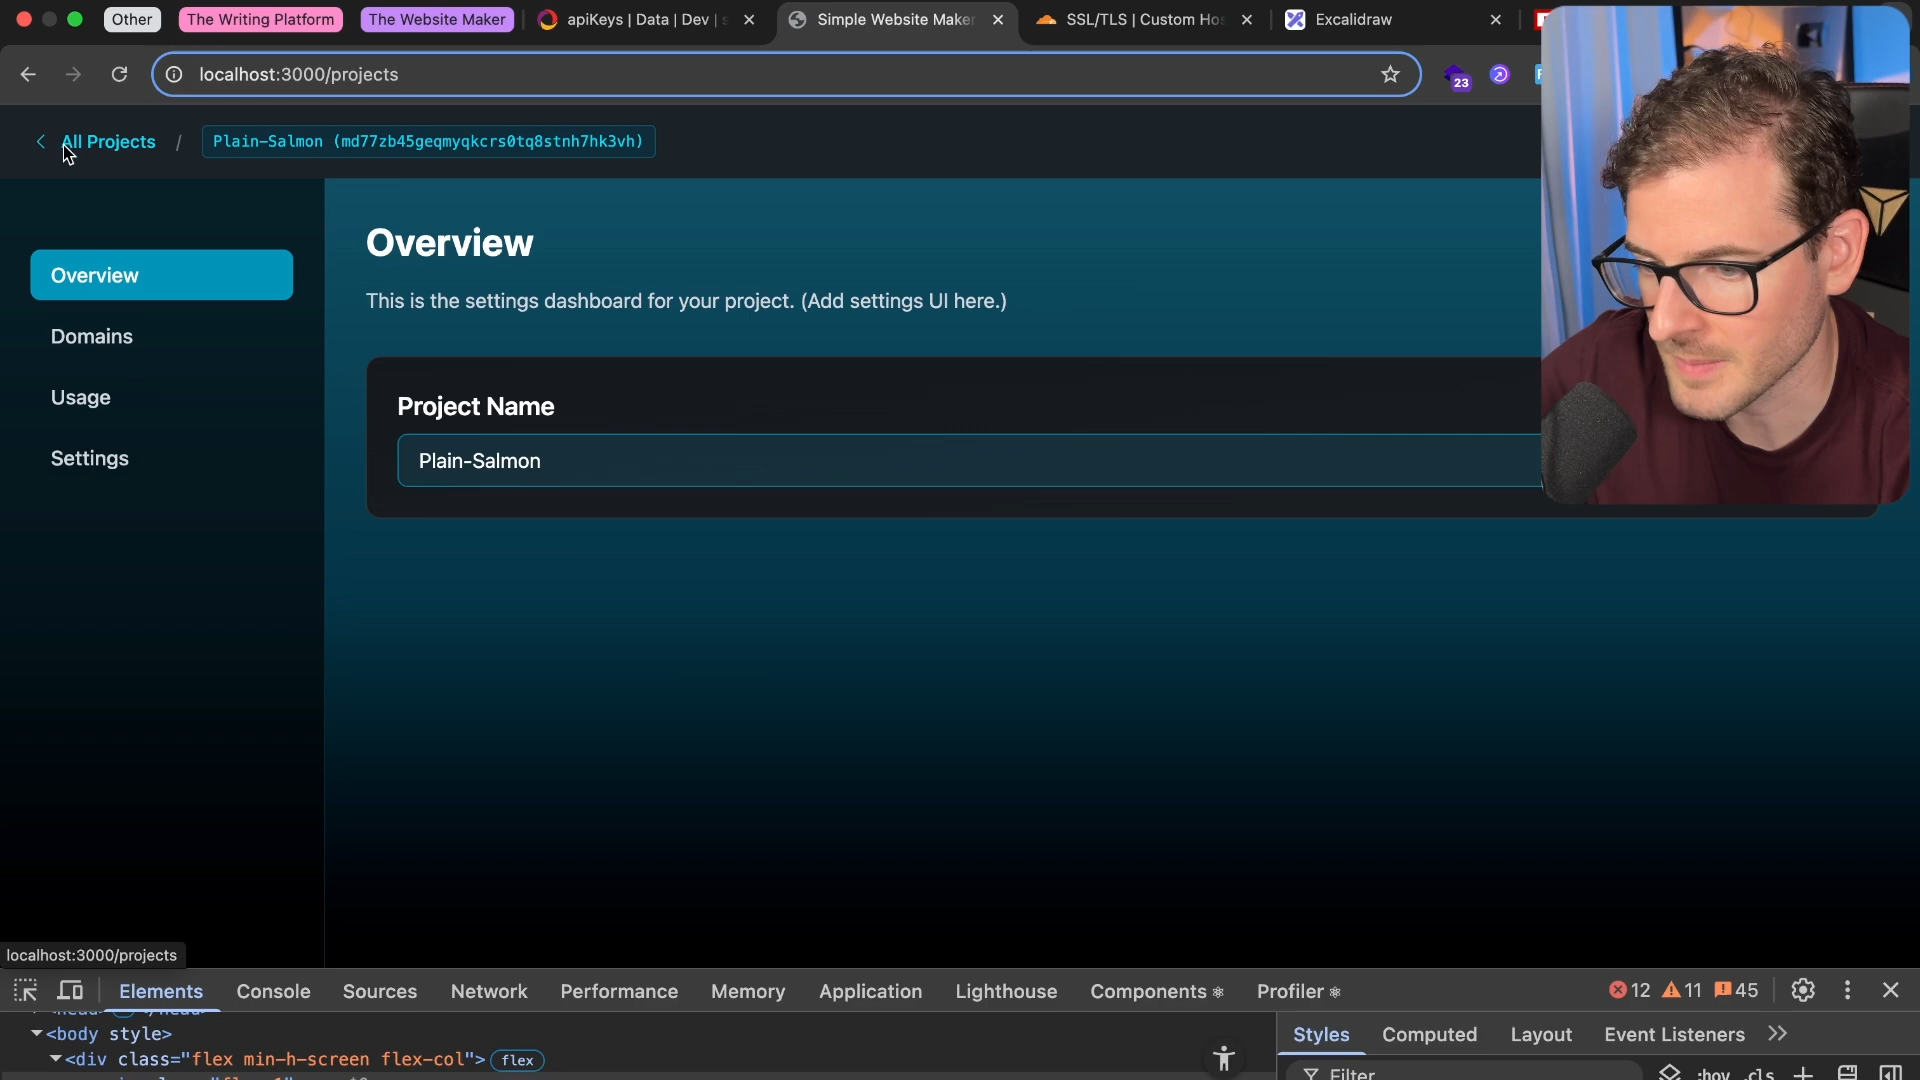 Other
The Writing Platform
The Website Maker
apiKeys | Data | Dev |
Simple Website Maker
SSL/TLS | Custom Hos
Excalidraw
localhost:3000/projects
23
All Projects
/
Plain-Salmon (md77zb45geqmyqkcrs0tq8stnh7hk3vh)
Overview
Domains
Usage
Settings
Overview
This is the settings dashboard for your project. (Add settings UI here.)
Project Name
Plain-Salmon
localhost:3000/projects
Elements
Console
Sources
Network
Performance
Memory
Application
Lighthouse
Components
Profiler
12
11
45
<body style>
<div class="flex min-h-screen flex-col">
flex
Styles
Computed
Layout
Event Listeners
Filter
:hov
.cls